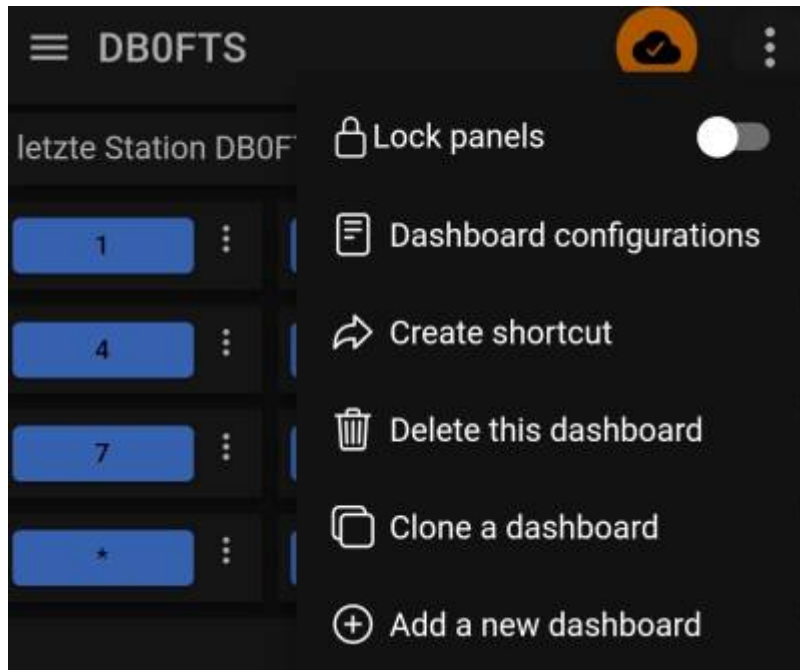 DB0FTS
letzte Station DB0F
Lock panels
1
Dashboard configurations
4
Create shortcut
Delete this dashboard
7
Clone a dashboard
*
Add a new dashboard